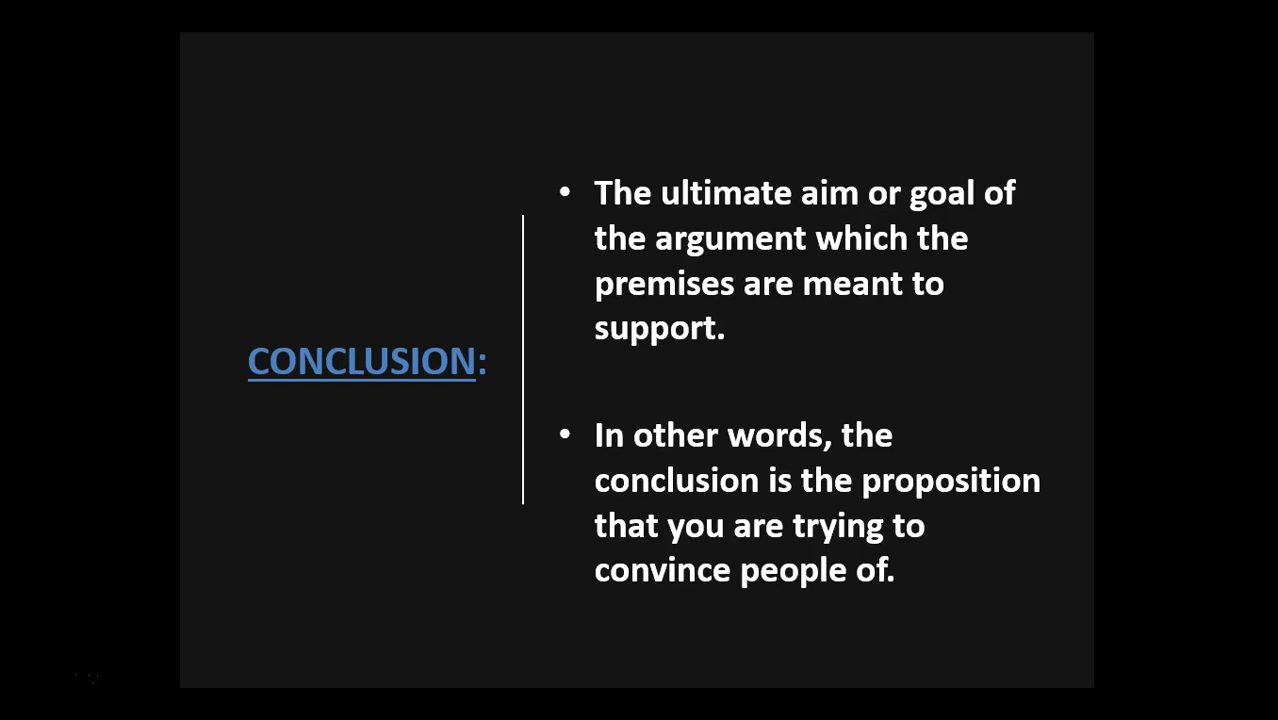 CONCLUSION:
• The ultimate aim or goal of
the argument which the
premises are meant to
support.
• In other words, the
conclusion is the proposition
that you are trying to
convince people of.